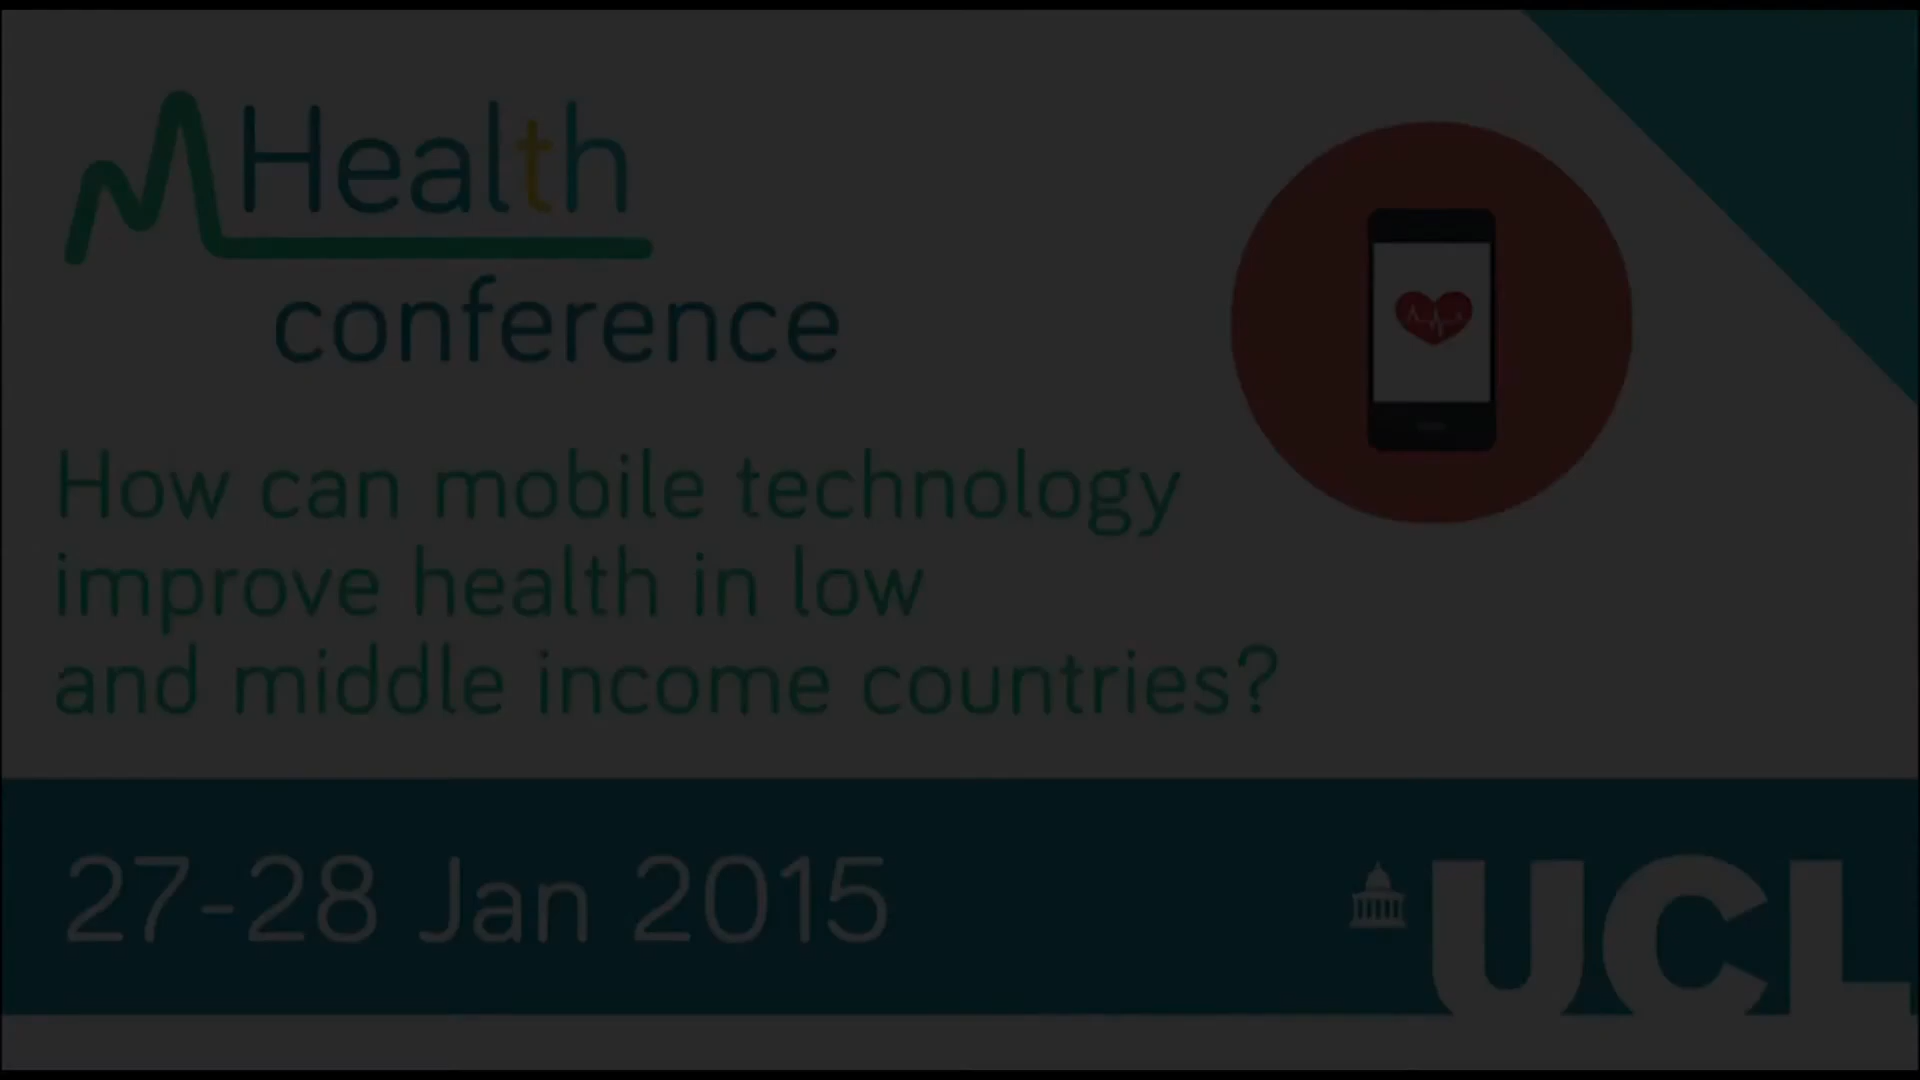 MHealth
conference
How can mobile technology
improve health in low
and middle income countries?
27-28 Jan 2015
UCL